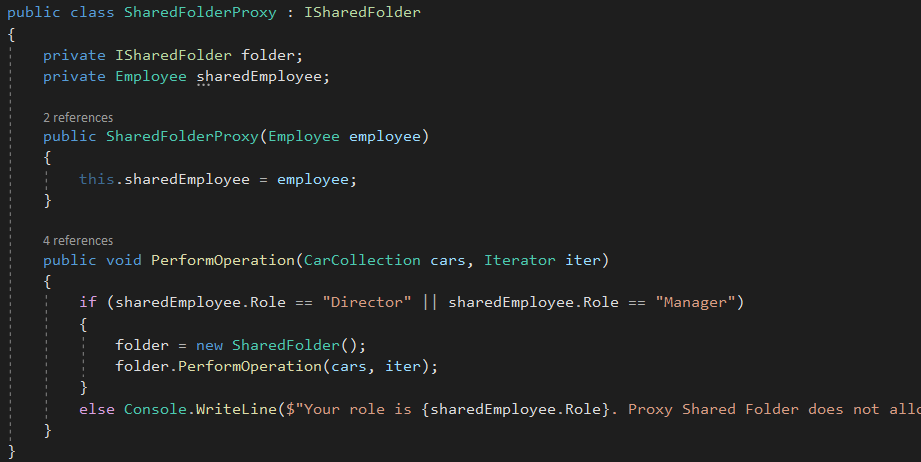 public class SharedFolderProxy : ISharedFolder
{
private ISharedFolder folder;
private Employee sharedEmployee;
2 references
public SharedFolderProxy(Employee employee)
{
this.sharedEmployee = employee;
}
4 references
public void PerformOperation(CarCollection cars, Iterator iter)
{
if (sharedEmployee.Role == "Director" || sharedEmployee.Role == "Manager")
{
folder = new SharedFolder();
folder.PerformOperation(cars, iter);
}
else Console.WriteLine($"Your role is {sharedEmployee.Role}. Proxy Shared Folder does not
}
}